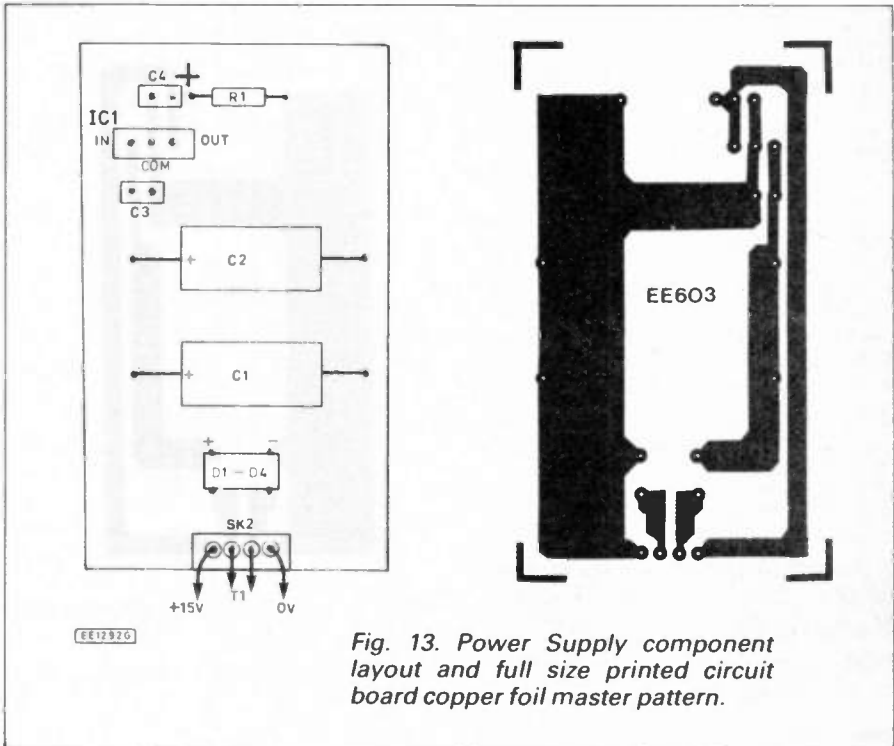 C4 +
R1
IC1
IN OUT
COM
C3
+ C2
+ C1
+ -
D1 - D4
SK2
+15V T1 0V
EE1292G
EE603
Fig. 13. Power Supply component
layout and full size printed circuit
board copper foil master pattern.